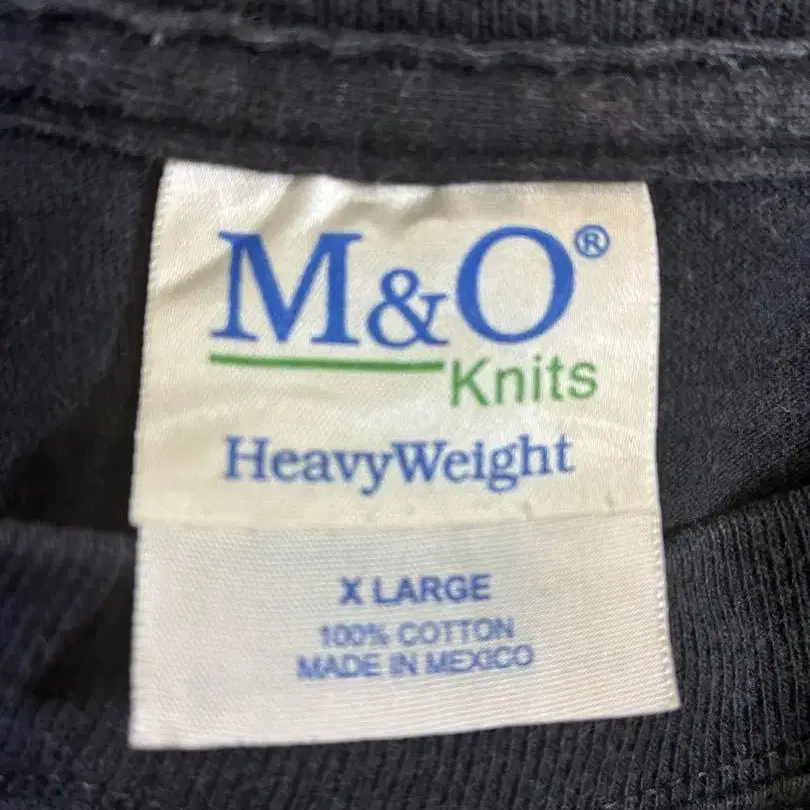 M&O®
Knits
HeavyWeight
X LARGE
100% COTTON
MADE IN MEXICO